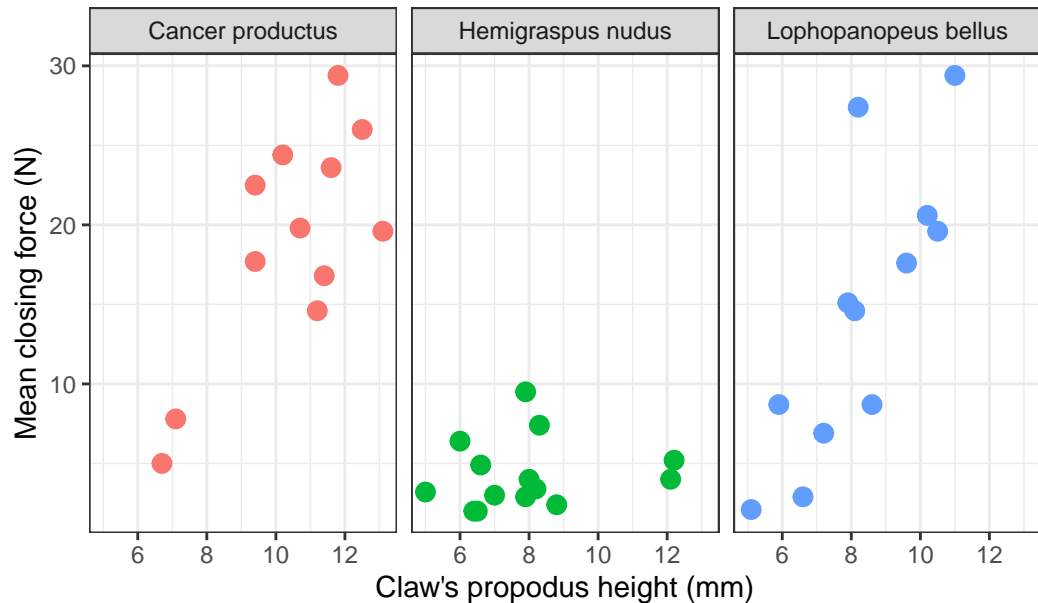 Cancer productus Hemigraspus nudus Lophopanopeus bellus
30
20
10
Mean closing force (N)
6 8 10 12 6 8 10 12 6 8 10 12
Claw's propodus height (mm)